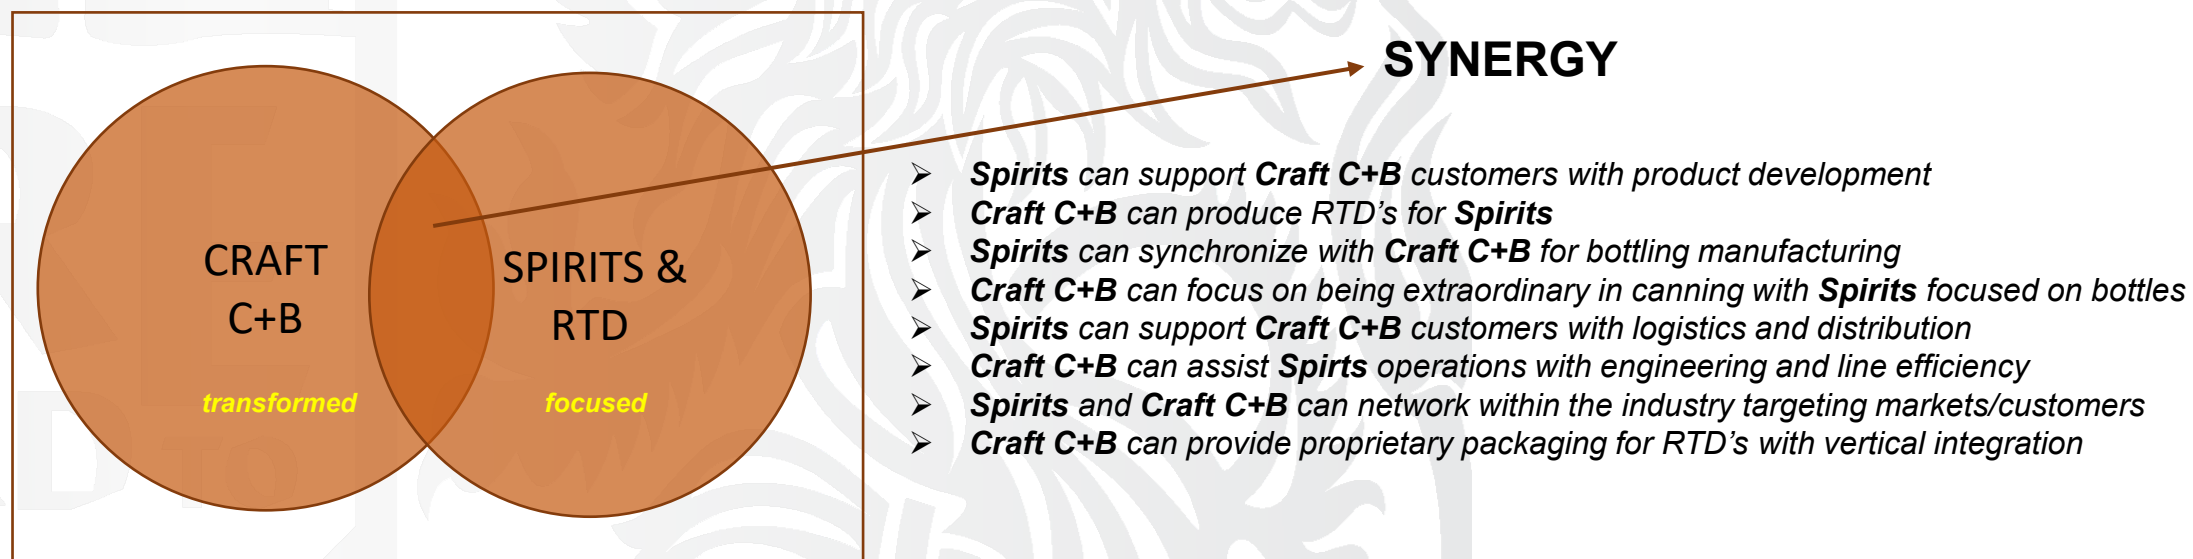 CRAFT
C+B
transformed
SPIRITS &
RTD
focused
SYNERGY
➢ Spirits can support Craft C+B customers with product development
➢ Craft C+B can produce RTD’s for Spirits
➢ Spirits can synchronize with Craft C+B for bottling manufacturing
➢ Craft C+B can focus on being extraordinary in canning with Spirits focused on bottles
➢ Spirits can support Craft C+B customers with logistics and distribution
➢ Craft C+B can assist Spirts operations with engineering and line efficiency
➢ Spirits and Craft C+B can network within the industry targeting markets/customers
➢ Craft C+B can provide proprietary packaging for RTD’s with vertical integration